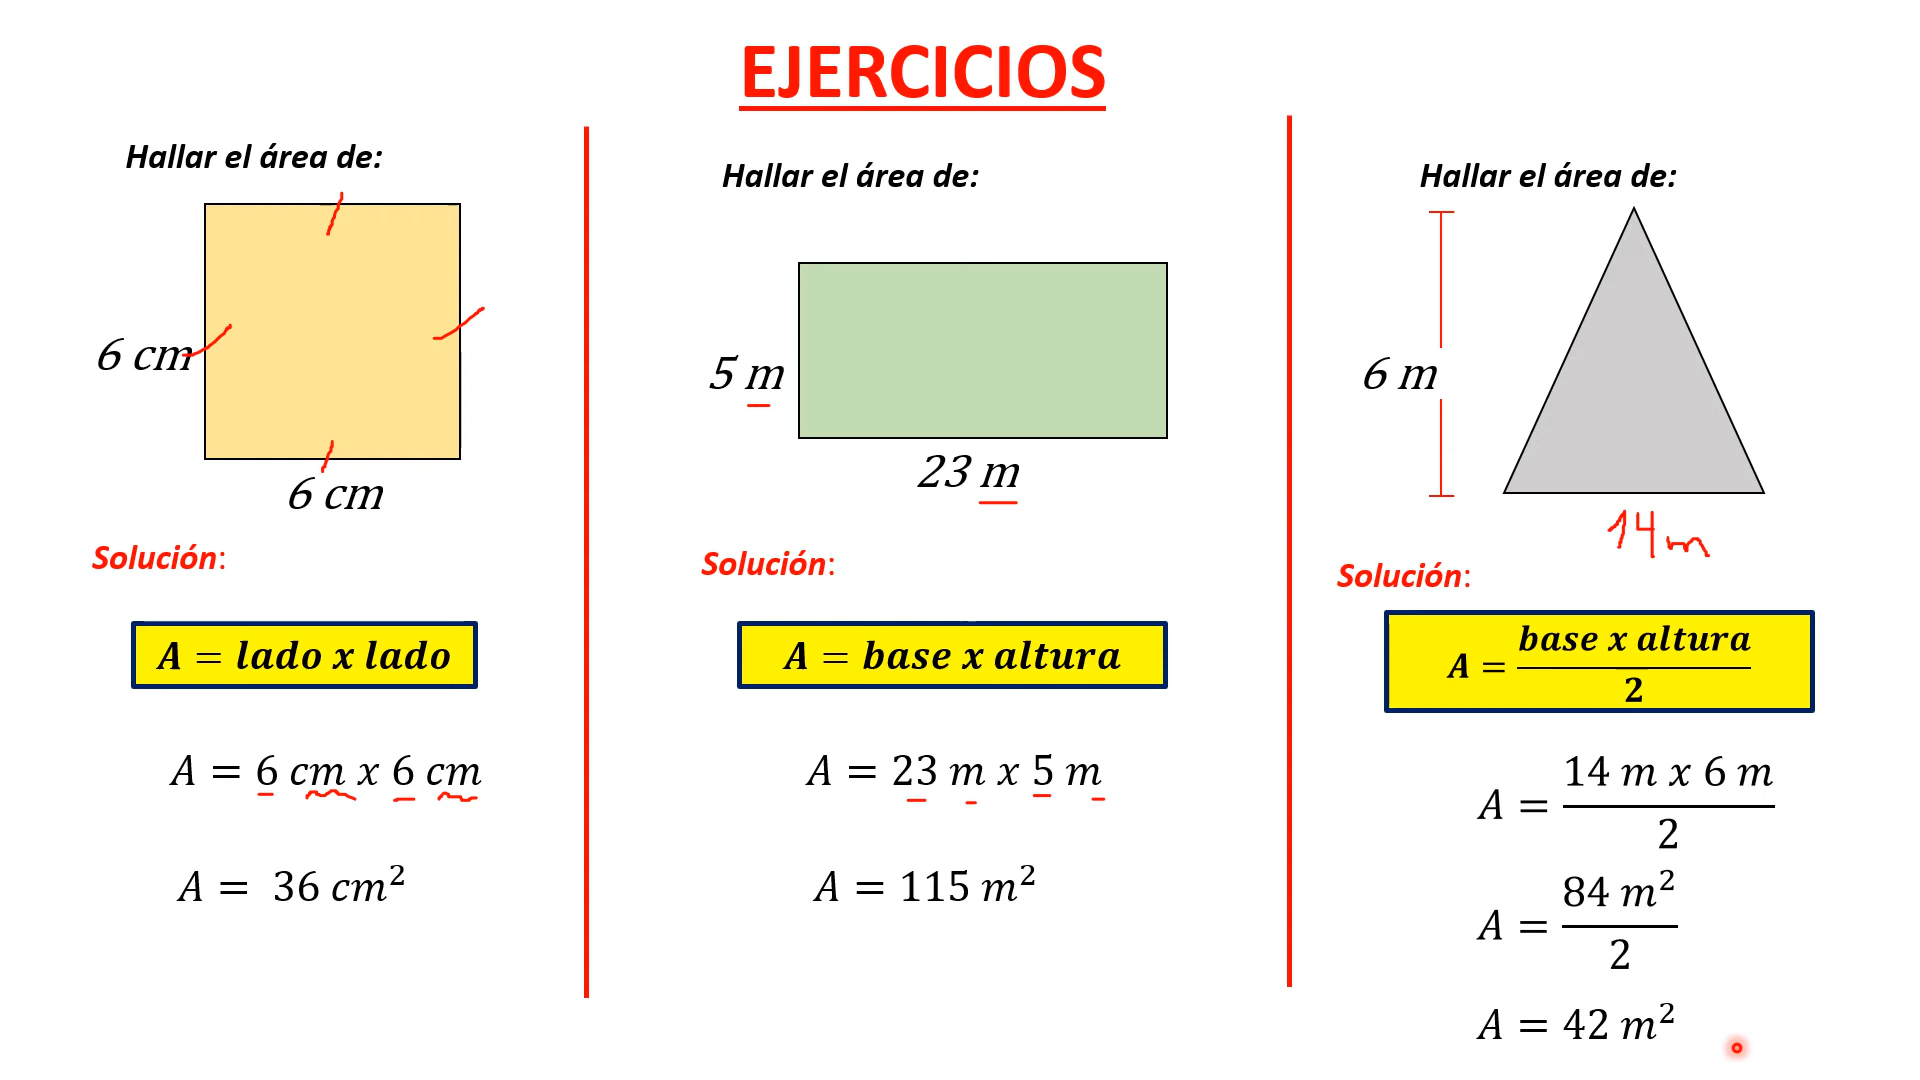 EJERCICIOS
Hallar el área de:
6 cm
6 cm
Solución:
A = lado x lado
A = 6 cm x 6 cm
A = 36 cm²
Hallar el área de:
5 m
23 m
Solución:
A = base x altura
A = 23 m x 5 m
A = 115 m²
Hallar el área de:
6 m
14 m
Solución:
A = base x altura / 2
A = 14 m x 6 m / 2
A = 84 m² / 2
A = 42 m²